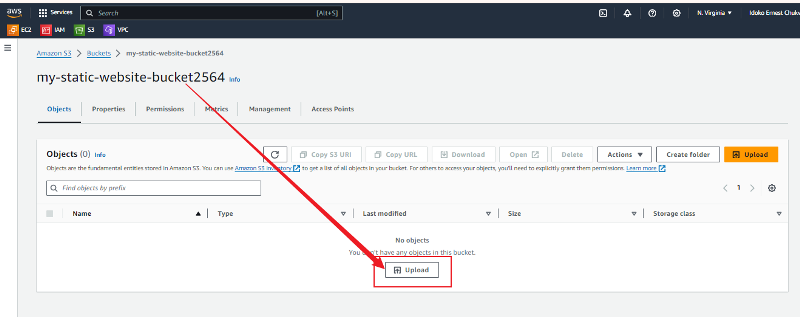 aws Services Search [Alt+S] N. Virginia Idoko Ernest Chukw
EC2 IAM S3 VPC
Amazon S3 > Buckets > my-static-website-bucket2564
my-static-website-bucket2564 Info
Objects Properties Permissions Metrics Management Access Points
Objects (0) Info Copy S3 URI Copy URL Download Open Delete Actions Create folder Upload
Objects are the fundamental entities stored in Amazon S3. You can use Amazon S3 inventory to get a list of all objects in your bucket. For others to access your objects, you'll need to explicitly grant them permissions. Learn more
Find objects by prefix 1
Name Type Last modified Size Storage class
No objects
You don't have any objects in this bucket.
Upload